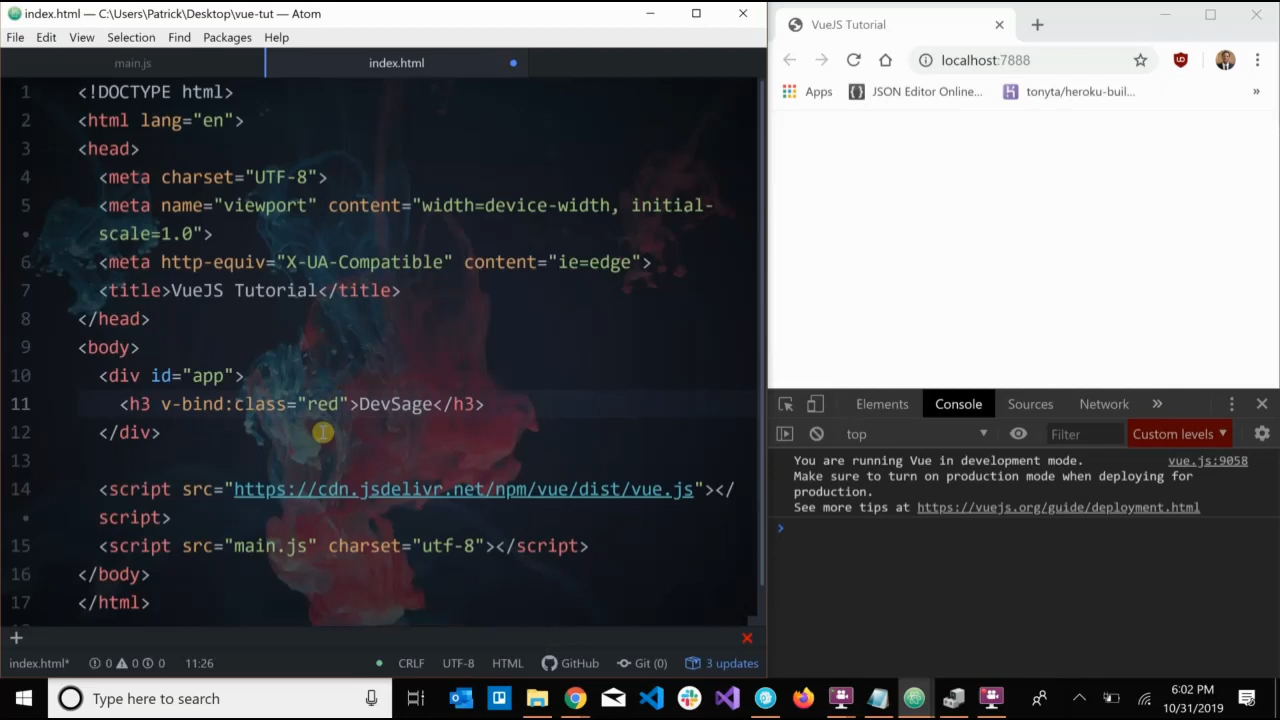 index.html — C:\Users\Patrick\Desktop\vue-tut — Atom
File Edit View Selection Find Packages Help
main.js index.html
1 <!DOCTYPE html>
2 <html lang="en">
3 <head>
4 <meta charset="UTF-8">
5 <meta name="viewport" content="width=device-width, initial-
• scale=1.0">
6 <meta http-equiv="X-UA-Compatible" content="ie=edge">
7 <title>VueJS Tutorial</title>
8 </head>
9 <body>
10 <div id="app">
11 <h3 v-bind:class="red">DevSage</h3>
12 </div>
13
14 <script src="https://cdn.jsdelivr.net/npm/vue/dist/vue.js"></
• script>
15 <script src="main.js" charset="utf-8"></script>
16 </body>
17 </html>
index.html* 0 0 0 11:26 CRLF UTF-8 HTML GitHub Git (0) 3 updates
VueJS Tutorial
localhost:7888
Apps JSON Editor Online... tonyta/heroku-buil... »
Elements Console Sources Network »
top Filter Custom levels
You are running Vue in development mode. vue.js:9058
Make sure to turn on production mode when deploying for
production.
See more tips at https://vuejs.org/guide/deployment.html
Type here to search
6:02 PM
10/31/2019